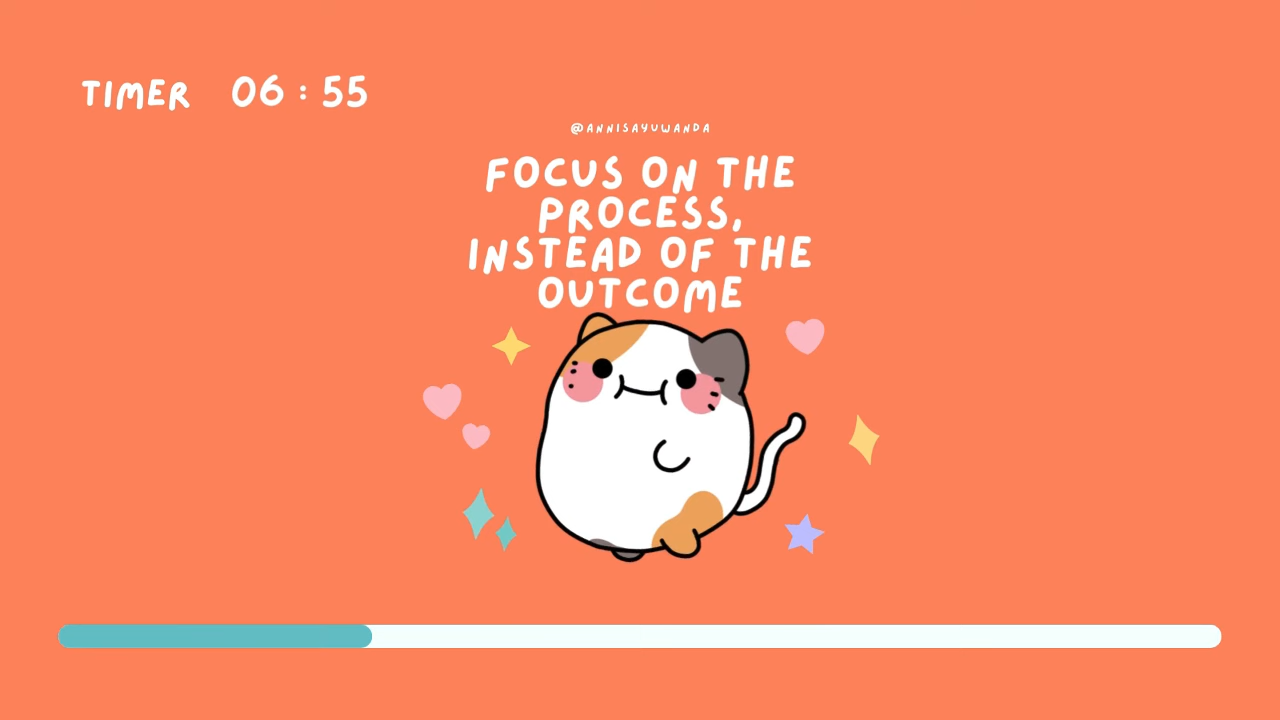 TIMER 06 : 55
@ANNISAYUWANDA
FOCUS ON THE
PROCESS,
INSTEAD OF THE
OUTCOME